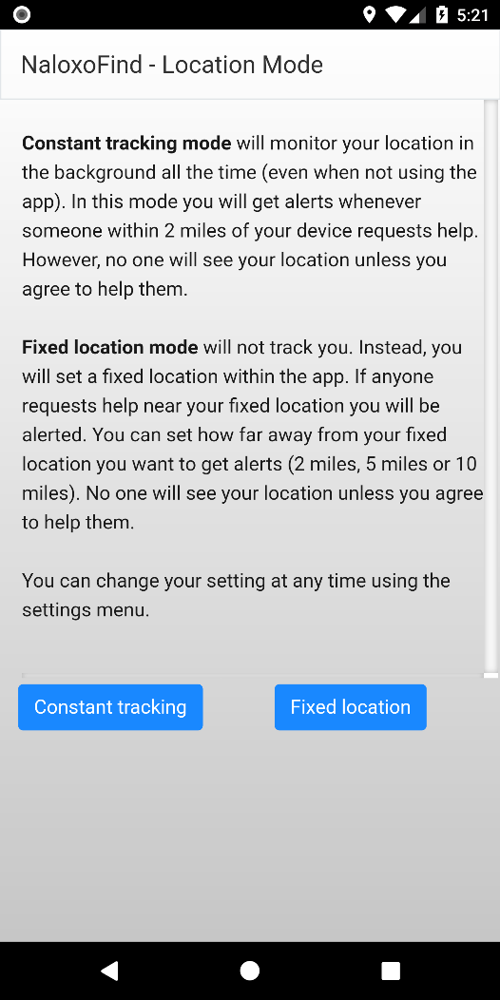 5:21
NaloxoFind - Location Mode
Constant tracking mode will monitor your location in
the background all the time (even when not using the
app). In this mode you will get alerts whenever
someone within 2 miles of your device requests help.
However, no one will see your location unless you
agree to help them.
Fixed location mode will not track you. Instead, you
will set a fixed location within the app. If anyone
requests help near your fixed location you will be
alerted. You can set how far away from your fixed
location you want to get alerts (2 miles, 5 miles or 10
miles). No one will see your location unless you agree
to help them.
You can change your setting at any time using the
settings menu.
Constant tracking
Fixed location